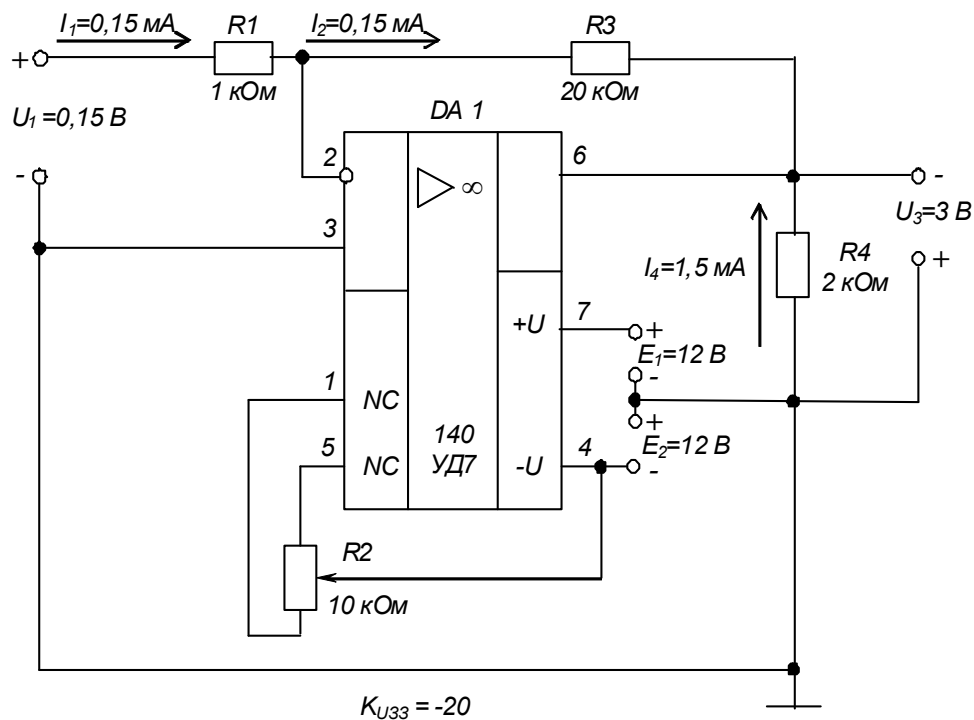 I₁=0,15 мА
R1
I₂=0,15 мА
R3
+
1 кОм
20 кОм
U₁=0,15 В
DA 1
-
2
▷ ∞
6
-
U₃=3 В
3
I₄=1,5 мА
R4
2 кОм
+
+U
7
+
E₁=12 В
-
1
NC
+
E₂=12 В
5
NC
140
УД7
-U
4
-
R2
10 кОм
K_U33 = -20